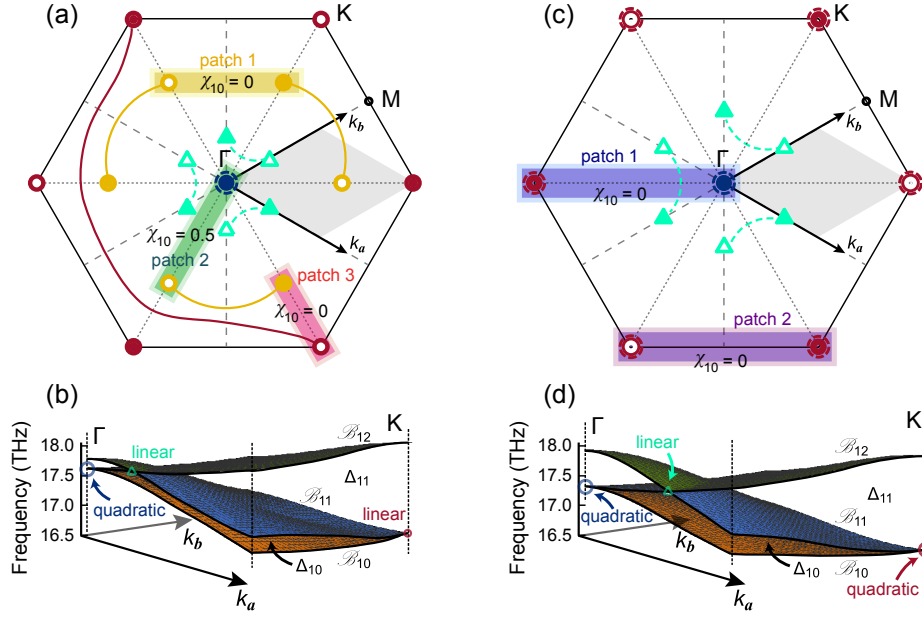 (a)
K
patch 1
χ10 = 0
M
kb
Γ
χ10 = 0.5
ka
patch 2
patch 3
χ10 = 0
(c)
K
M
kb
patch 1
Γ
χ10 = 0
ka
patch 2
χ10 = 0
(b)
Frequency (THz)
18.0
17.5
17.0
16.5
Γ
linear
ℬ12
K
Δ11
quadratic
ℬ11
linear
kb
Δ10
ℬ10
ka
(d)
Frequency (THz)
18.0
17.5
17.0
16.5
Γ
linear
ℬ12
K
Δ11
quadratic
ℬ11
kb
Δ10
ℬ10
ka
quadratic